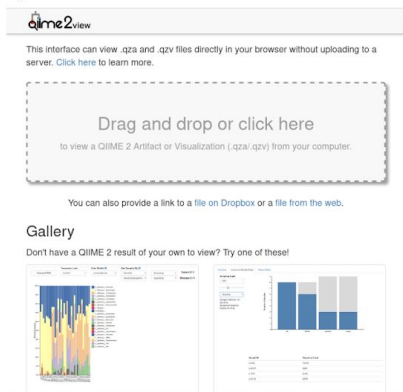 qiime2view
This interface can view .qza and .qzv files directly in your browser without uploading to a
server. Click here to learn more.
Drag and drop or click here
to view a QIIME 2 Artifact or Visualization (.qza/.qzv) from your computer.
You can also provide a link to a file on Dropbox or a file from the web.
Gallery
Don't have a QIIME 2 result of your own to view? Try one of these!